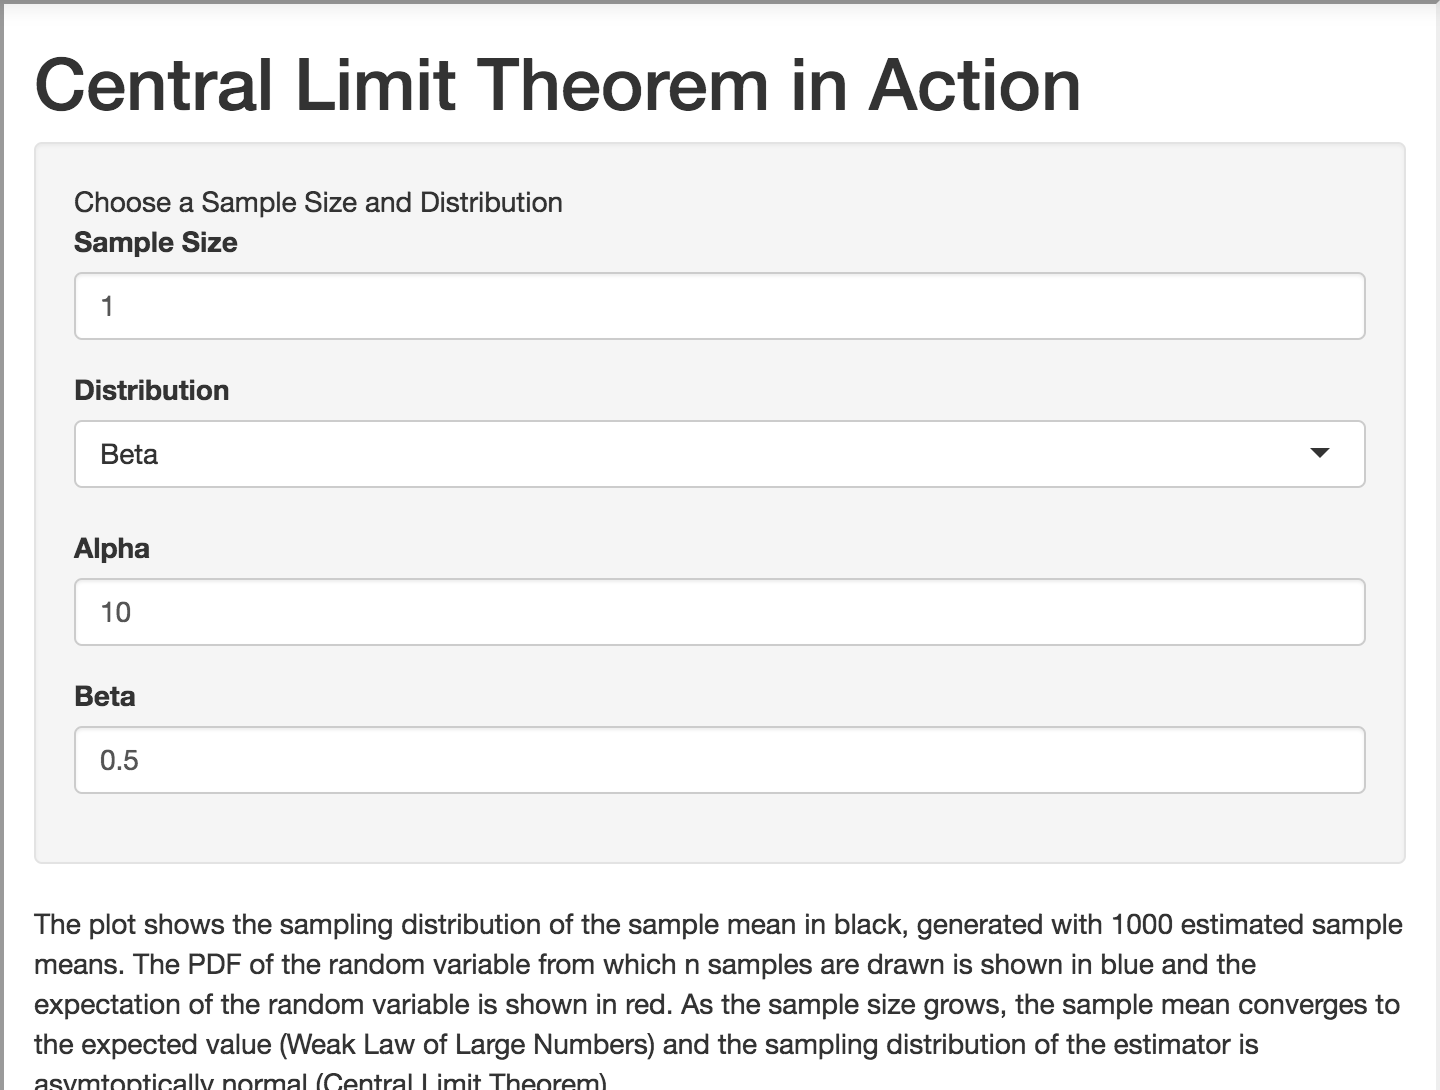 Central Limit Theorem in Action
Choose a Sample Size and Distribution
Sample Size
1
Distribution
Beta
Alpha
10
Beta
0.5
The plot shows the sampling distribution of the sample mean in black, generated with 1000 estimated sample
means. The PDF of the random variable from which n samples are drawn is shown in blue and the
expectation of the random variable is shown in red. As the sample size grows, the sample mean converges to
the expected value (Weak Law of Large Numbers) and the sampling distribution of the estimator is
asymtoptically normal (Central Limit Theorem)